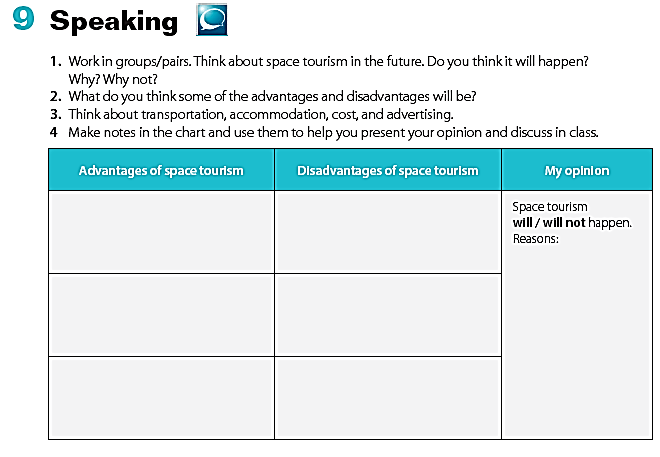 9 Speaking
1. Work in groups/pairs. Think about space tourism in the future. Do you think it will happen?
Why? Why not?
2. What do you think some of the advantages and disadvantages will be?
3. Think about transportation, accommodation, cost, and advertising.
4 Make notes in the chart and use them to help you present your opinion and discuss in class.
Advantages of space tourism
Disadvantages of space tourism
My opinion
Space tourism
will / will not happen.
Reasons: